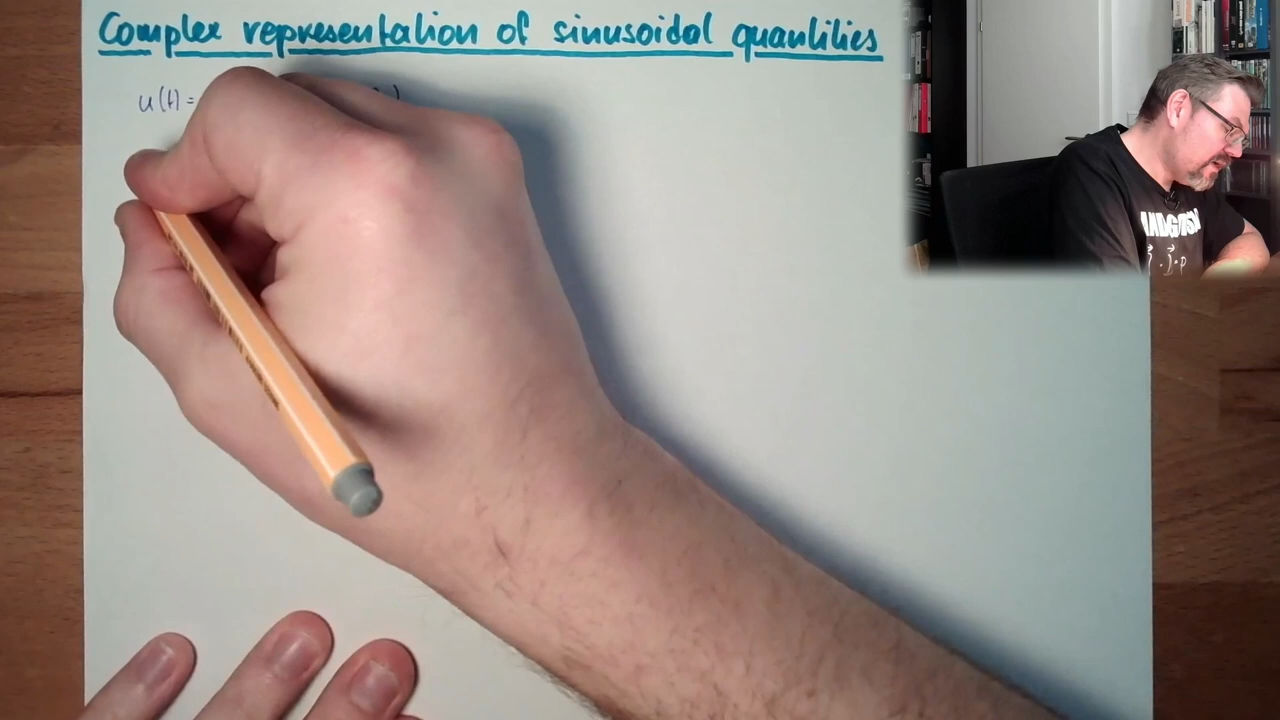 Complex representation of sinusoidal quantities
u(t) =
)